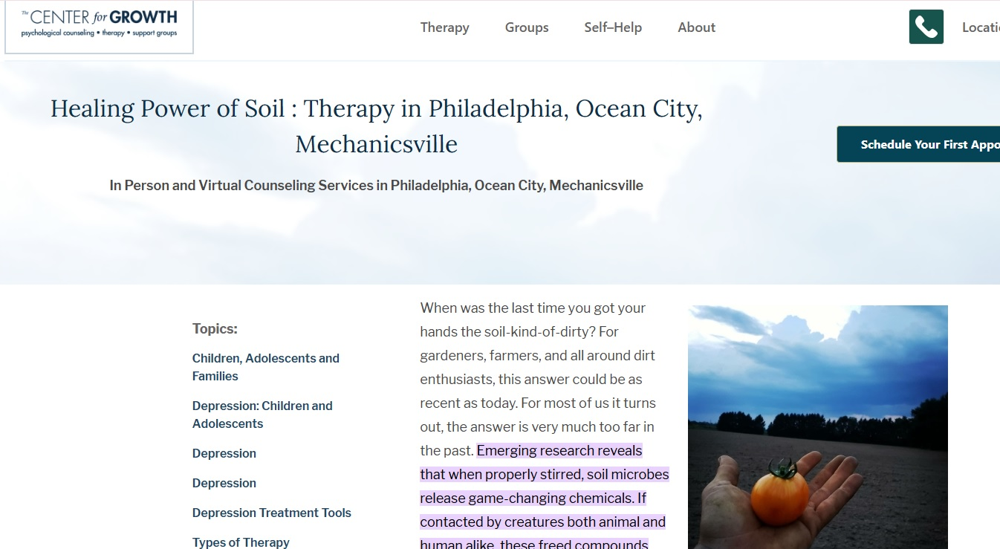 The CENTER for GROWTH
psychological counseling • therapy • support groups
Therapy Groups Self–Help About
Healing Power of Soil : Therapy in Philadelphia, Ocean City,
Mechanicsville
In Person and Virtual Counseling Services in Philadelphia, Ocean City, Mechanicsville
Schedule Your First
Topics:
Children, Adolescents and
Families
Depression: Children and
Adolescents
Depression
Depression
Depression Treatment Tools
Types of Therapy
When was the last time you got your
hands the soil-kind-of-dirty? For
gardeners, farmers, and all around dirt
enthusiasts, this answer could be as
recent as today. For most of us it turns
out, the answer is very much too far in
the past. Emerging research reveals
that when properly stirred, soil microbes
release game-changing chemicals. If
contacted by creatures both animal and
human alike, these freed compounds